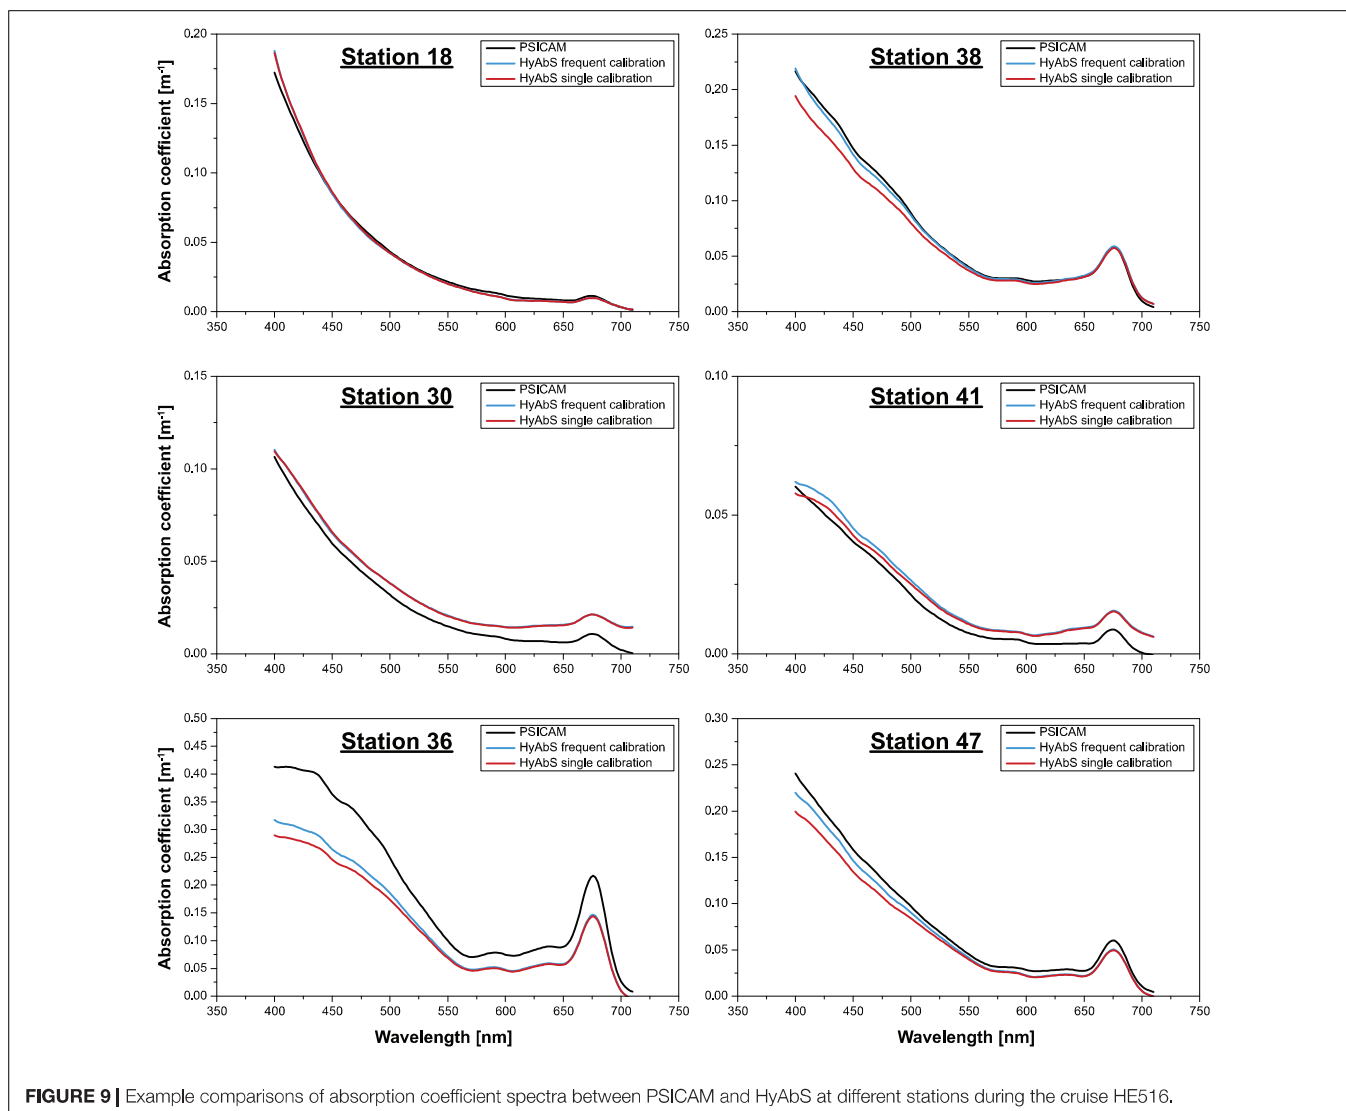 Station 18
PSICAM
HyAbS frequent calibration
HyAbS single calibration
Absorption coefficient [m-1]
0.20
0.15
0.10
0.05
0.00
350 400 450 500 550 600 650 700 750
Station 38
PSICAM
HyAbS frequent calibration
HyAbS single calibration
0.25
0.20
0.15
0.10
0.05
0.00
350 400 450 500 550 600 650 700 750
Station 30
PSICAM
HyAbS frequent calibration
HyAbS single calibration
Absorption coefficient [m-1]
0.15
0.10
0.05
0.00
350 400 450 500 550 600 650 700 750
Station 41
PSICAM
HyAbS frequent calibration
HyAbS single calibration
0.10
0.05
0.00
350 400 450 500 550 600 650 700 750
Station 36
PSICAM
HyAbS frequent calibration
HyAbS single calibration
Absorption coefficient [m-1]
0.50
0.45
0.40
0.35
0.30
0.25
0.20
0.15
0.10
0.05
0.00
350 400 450 500 550 600 650 700 750
Wavelength [nm]
Station 47
PSICAM
HyAbS frequent calibration
HyAbS single calibration
0.30
0.25
0.20
0.15
0.10
0.05
0.00
350 400 450 500 550 600 650 700 750
Wavelength [nm]
FIGURE 9 | Example comparisons of absorption coefficient spectra between PSICAM and HyAbS at different stations during the cruise HE516.